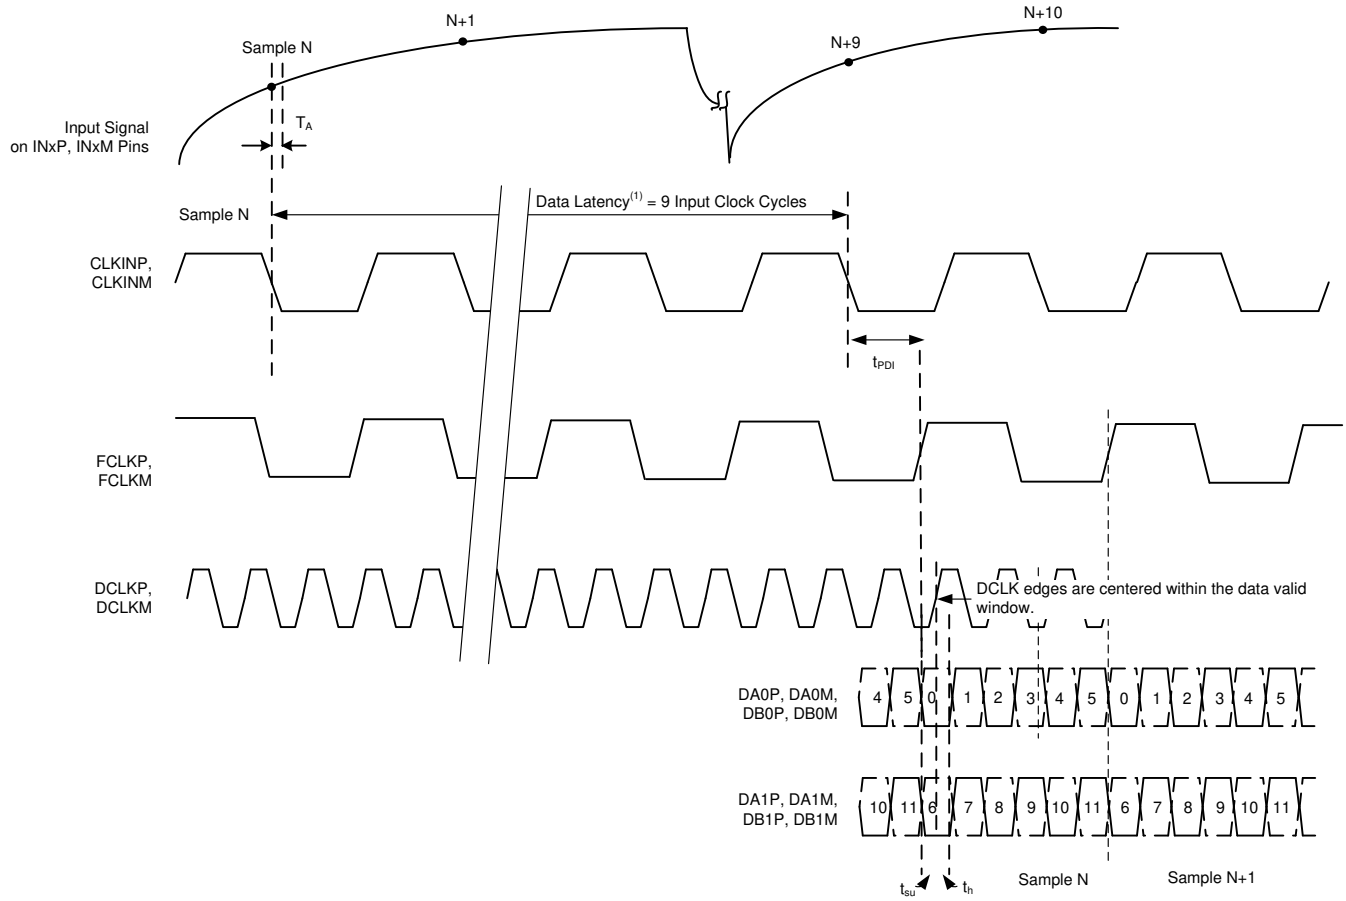 N+1
N+10
Sample N
N+9
T_A
Input Signal
on INxP, INxM Pins
Data Latency(1) = 9 Input Clock Cycles
Sample N
CLKINP,
CLKINM
tPDI
FCLKP,
FCLKM
DCLKP,
DCLKM
DCLK edges are centered within the data valid
window.
DA0P, DA0M,
DB0P, DB0M
4 5 0 1 2 3 4 5 0 1 2 3 4 5
DA1P, DA1M,
DB1P, DB1M
10 11 6 7 8 9 10 11 6 7 8 9 10 11
tsu
th
Sample N
Sample N+1